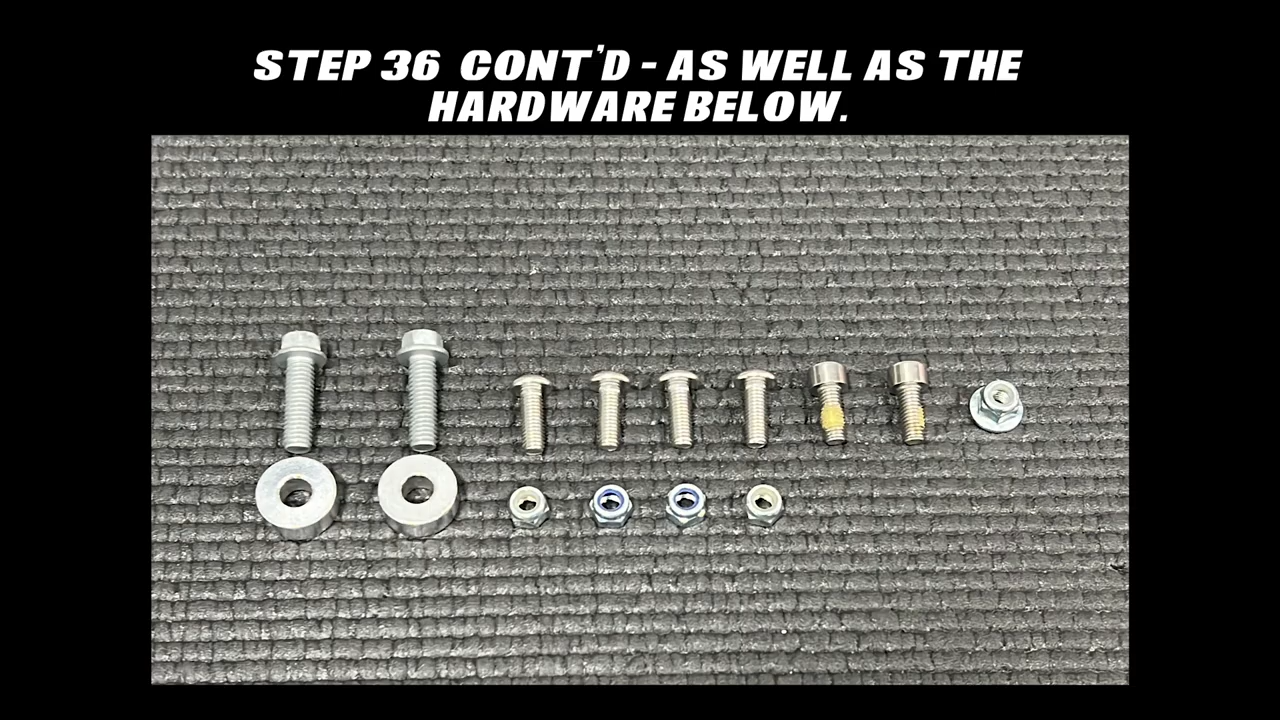 STEP 36 CONT'D - AS WELL AS THE
HARDWARE BELOW.